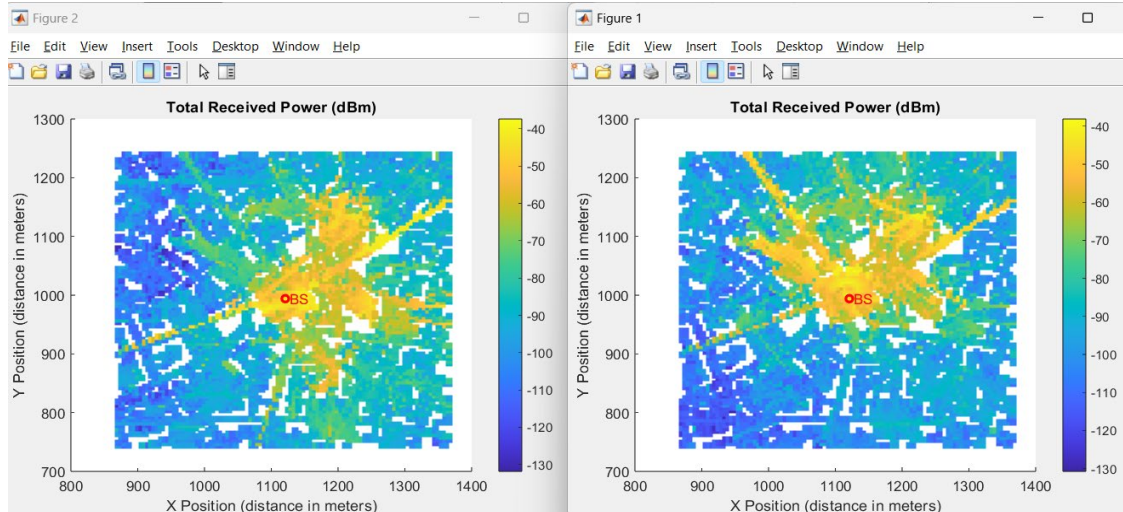 Figure 2
File Edit View Insert Tools Desktop Window Help
Total Received Power (dBm)
1300
1200
1100
1000
900
800
700
800 900 1000 1100 1200 1300 1400
Y Position (distance in meters)
X Position (distance in meters)
BS
-40
-50
-60
-70
-80
-90
-100
-110
-120
-130
Figure 1
File Edit View Insert Tools Desktop Window Help
Total Received Power (dBm)
1300
1200
1100
1000
900
800
700
800 900 1000 1100 1200 1300 1400
Y Position (distance in meters)
X Position (distance in meters)
BS
-40
-50
-60
-70
-80
-90
-100
-110
-120
-130